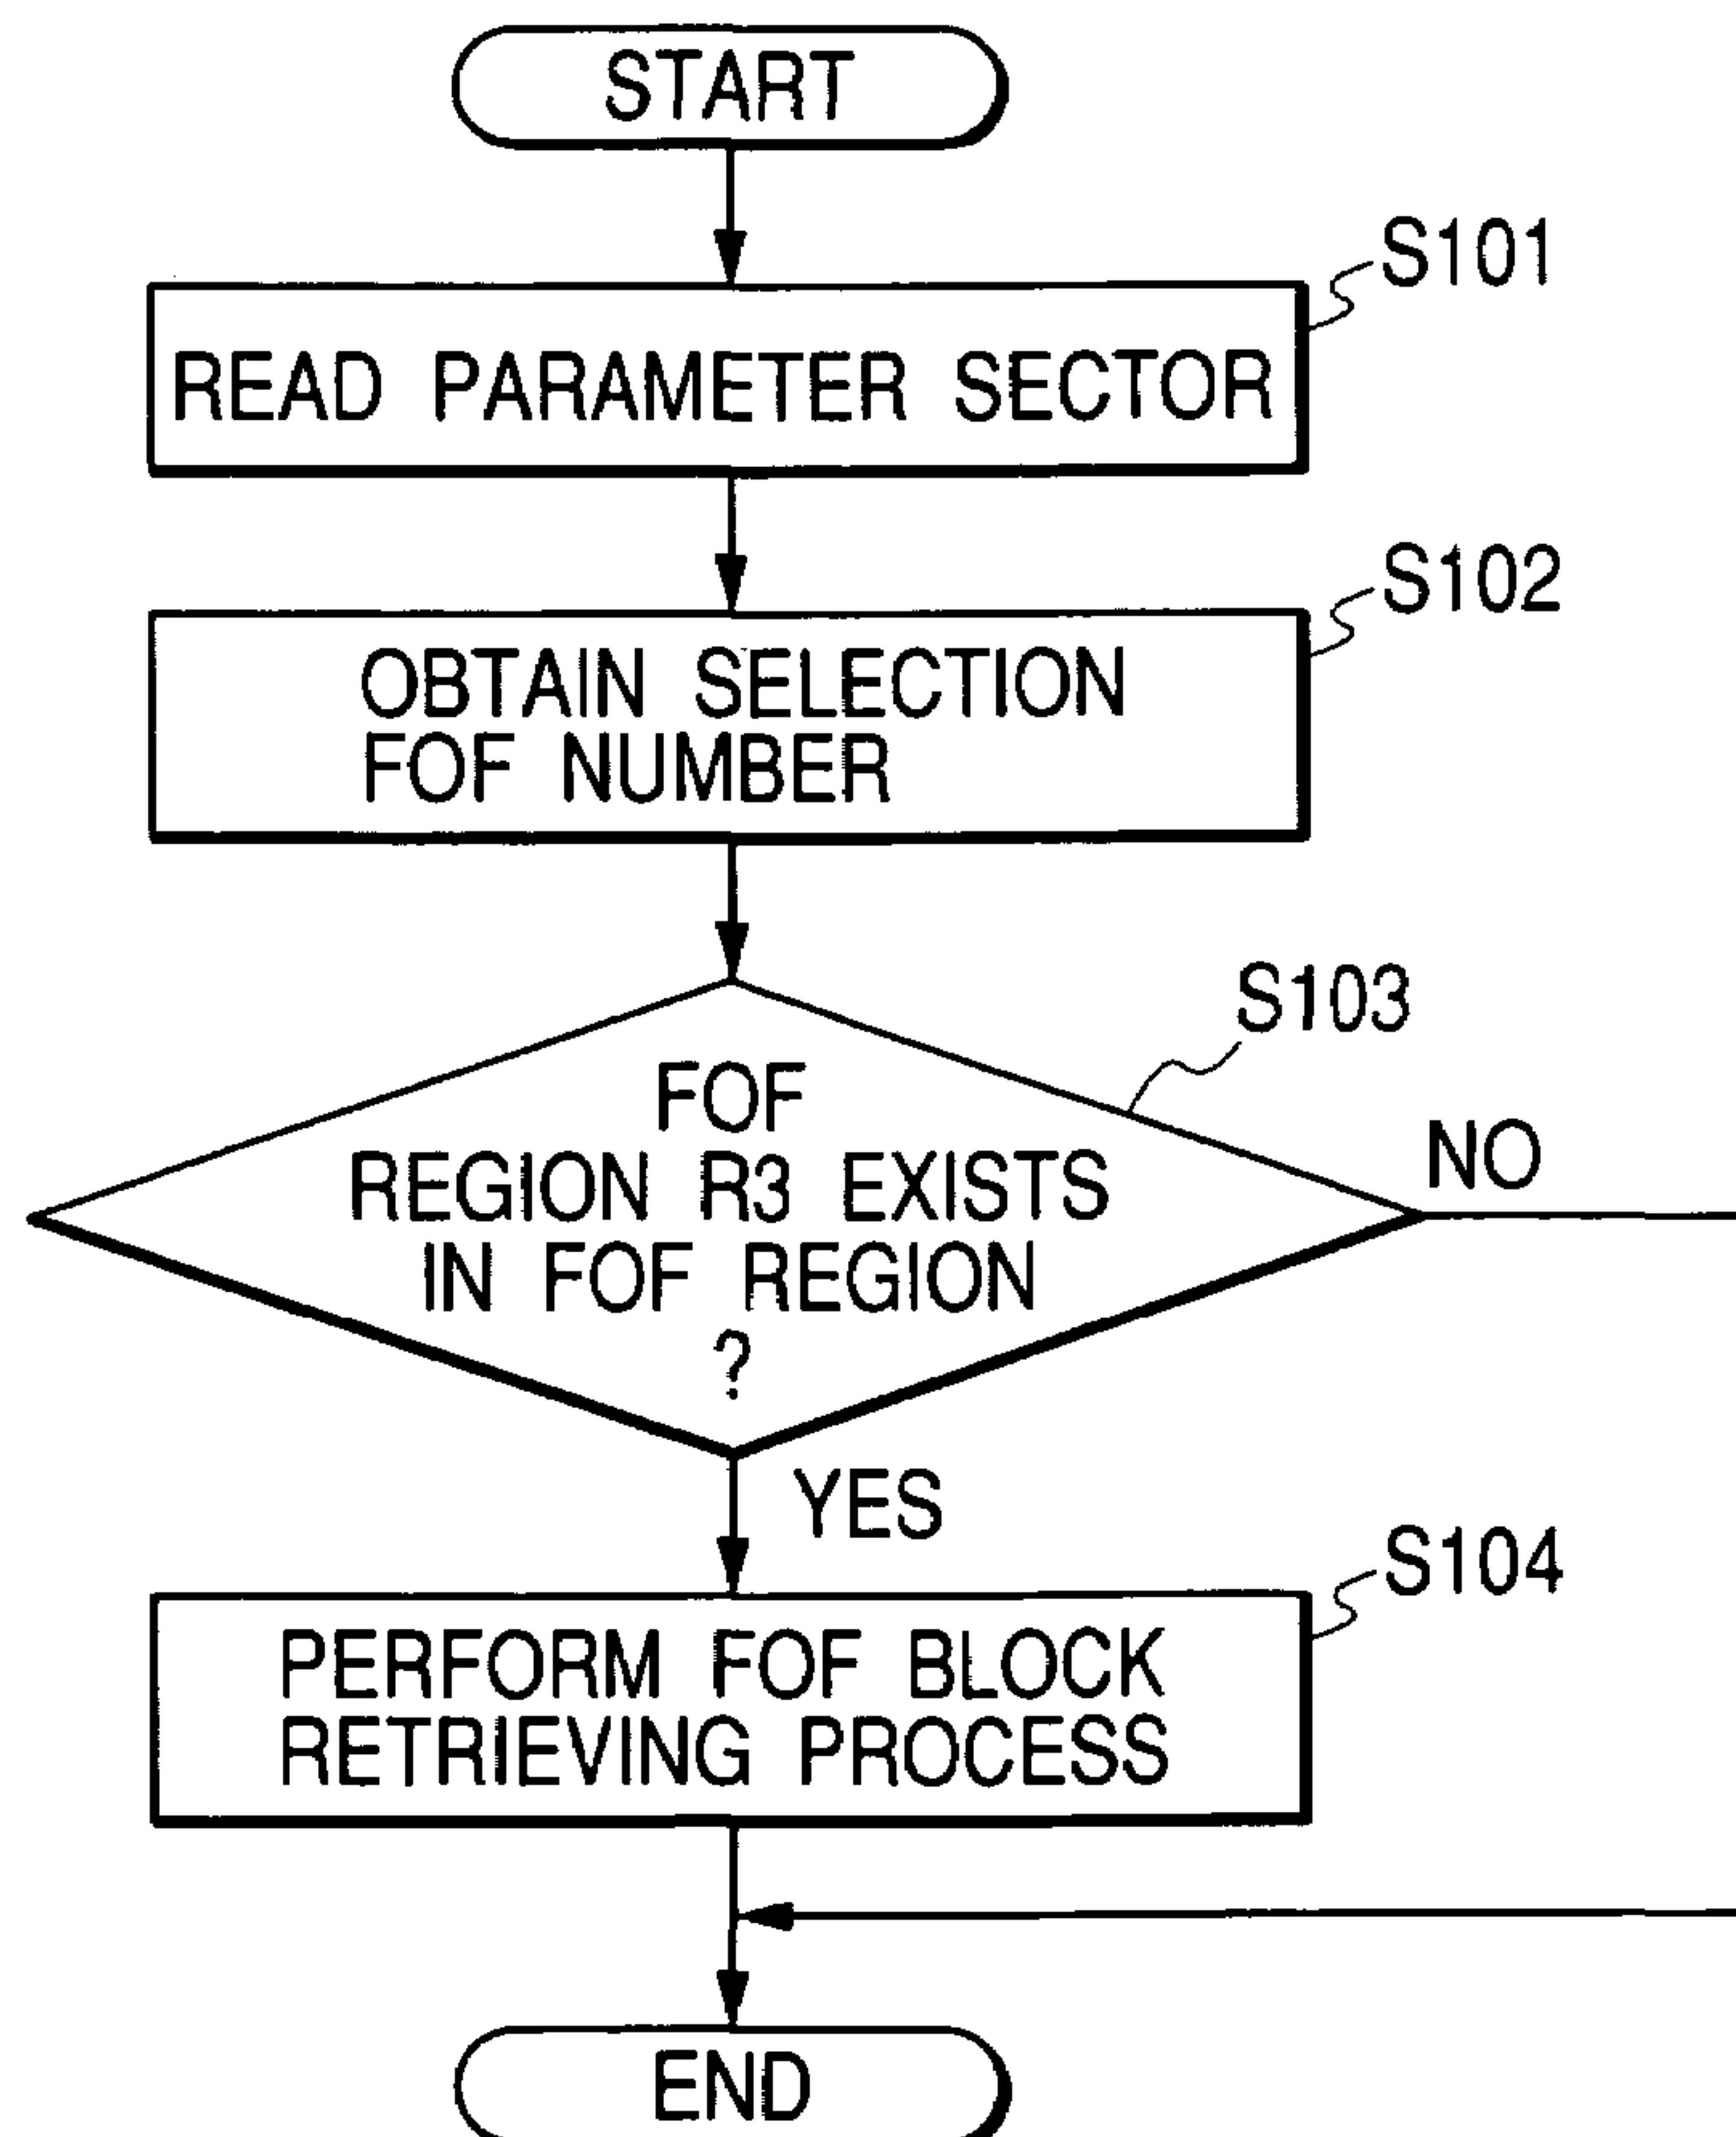 START
S101
READ PARAMETER SECTOR
S102
OBTAIN SELECTION
FOF NUMBER
S103
FOF
REGION R3 EXISTS
IN FOF REGION
?
NO
YES
S104
PERFORM FOF BLOCK
RETRIEVING PROCESS
END